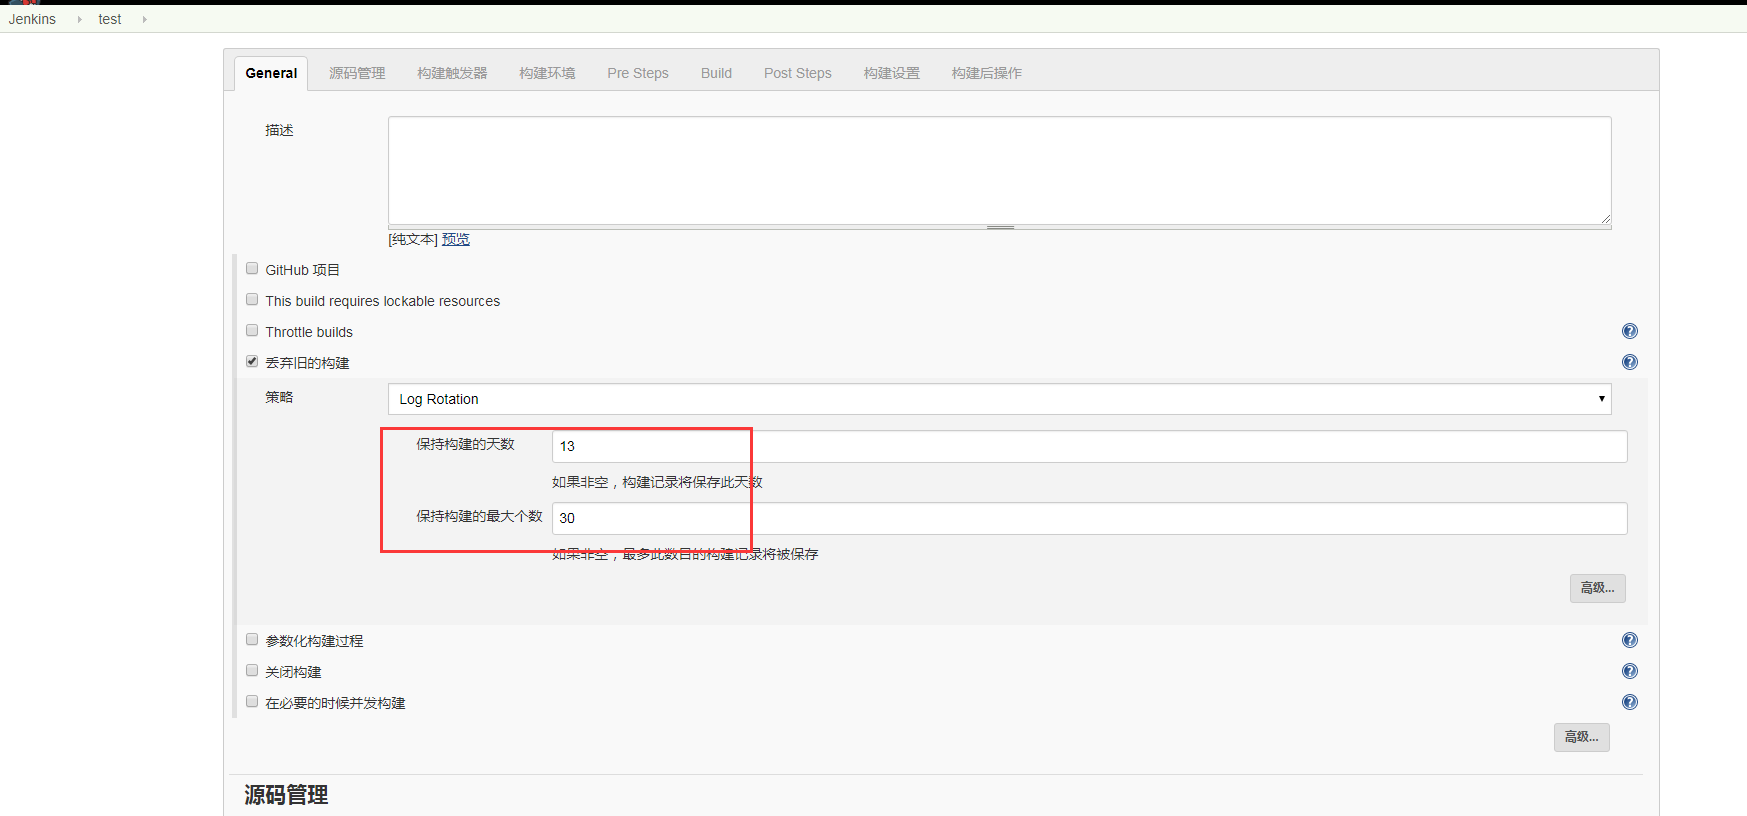 Jenkins test
General 源码管理 构建触发器 构建环境 Pre Steps Build Post Steps 构建设置 构建后操作
描述
[纯文本] 预览
GitHub 项目
This build requires lockable resources
Throttle builds
丢弃旧的构建
策略 Log Rotation
保持构建的天数 13
如果非空，构建记录将保存此天数
保持构建的最大个数 30
如果非空，最多此数目的构建记录将被保存
高级...
参数化构建过程
关闭构建
在必要的时候并发构建
高级...
源码管理